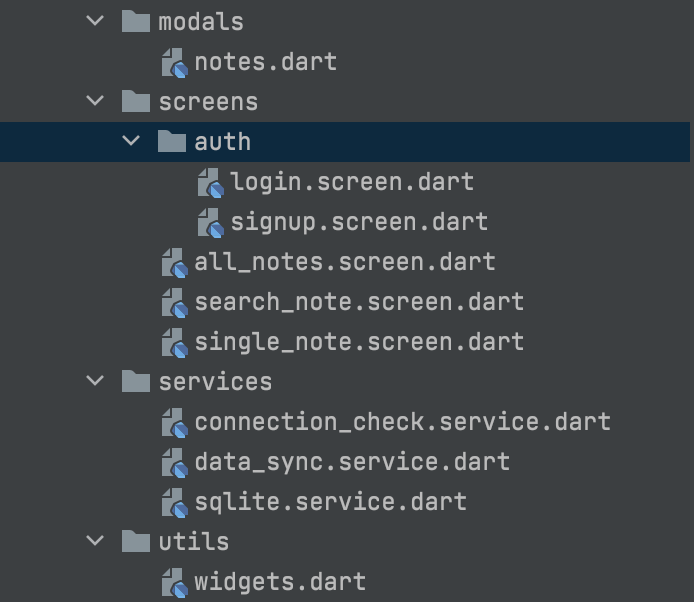 modals
notes.dart
screens
auth
login.screen.dart
signup.screen.dart
all_notes.screen.dart
search_note.screen.dart
single_note.screen.dart
services
connection_check.service.dart
data_sync.service.dart
sqlite.service.dart
utils
widgets.dart